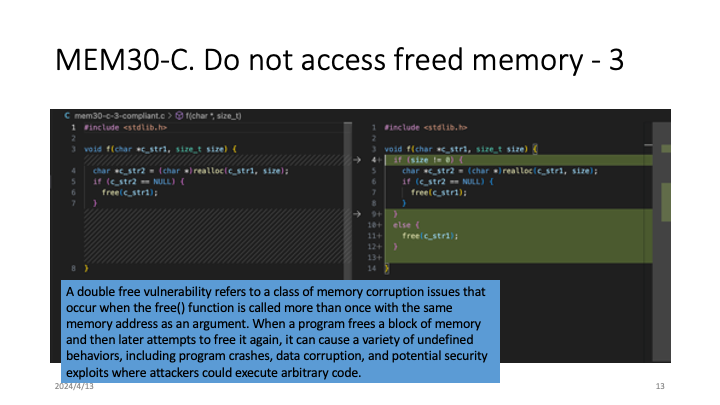 MEM30-C. Do not access freed memory - 3
C mem30-c-3-compliant.c > f(char *, size_t)
1 #include <stdlib.h>
2
3 void f(char *c_str1, size_t size) {
4 char *c_str2 = (char *)realloc(c_str1, size);
5 if (c_str2 == NULL) {
6 free(c_str1);
7 }
8 }
1 #include <stdlib.h>
2
3 void f(char *c_str1, size_t size) {
→ 4+ if (size != 0) {
5 char *c_str2 = (char *)realloc(c_str1, size);
6 if (c_str2 == NULL) {
7 free(c_str1);
8 }
→ 9+ }
10+ else {
11+ free(c_str1);
12+ }
13+
14 }
A double free vulnerability refers to a class of memory corruption issues that
occur when the free() function is called more than once with the same
memory address as an argument. When a program frees a block of memory
and then later attempts to free it again, it can cause a variety of undefined
behaviors, including program crashes, data corruption, and potential security
exploits where attackers could execute arbitrary code.
2024/4/13
13